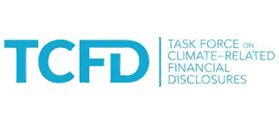 TCFD
TASK FORCE ON
CLIMATE-RELATED
FINANCIAL
DISCLOSURES